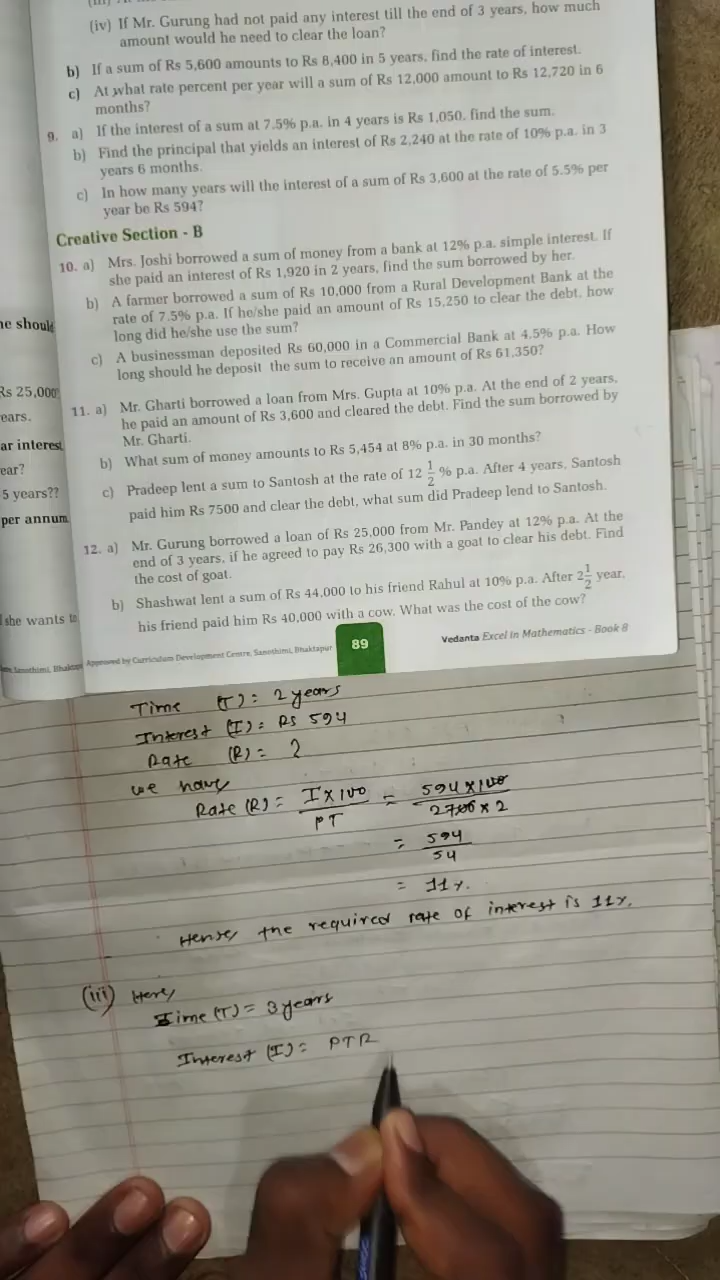 (iv) If Mr. Gurung had not paid any interest till the end of 3 years, how much
amount would he need to clear the loan?
b) If a sum of Rs 5,600 amounts to Rs 8,400 in 5 years, find the rate of interest.
c) At what rate percent per year will a sum of Rs 12,000 amount to Rs 12,720 in 6
months?
9. a) If the interest of a sum at 7.5% p.a. in 4 years is Rs 1,050, find the sum.
b) Find the principal that yields an interest of Rs 2,240 at the rate of 10% p.a. in 3
years 6 months.
c) In how many years will the interest of a sum of Rs 3,600 at the rate of 5.5% per
year be Rs 594?
Creative Section - B
10. a) Mrs. Joshi borrowed a sum of money from a bank at 12% p.a. simple interest. If
she paid an interest of Rs 1,920 in 2 years, find the sum borrowed by her.
b) A farmer borrowed a sum of Rs 10,000 from a Rural Development Bank at the
rate of 7.5% p.a. If he/she paid an amount of Rs 15,250 to clear the debt, how
long did he/she use the sum?
c) A businessman deposited Rs 60,000 in a Commercial Bank at 4.5% p.a. How
long should he deposit the sum to receive an amount of Rs 61,350?
11. a) Mr. Gharti borrowed a loan from Mrs. Gupta at 10% p.a. At the end of 2 years,
he paid an amount of Rs 3,600 and cleared the debt. Find the sum borrowed by
Mr. Gharti.
b) What sum of money amounts to Rs 5,454 at 8% p.a. in 30 months?
c) Pradeep lent a sum to Santosh at the rate of 12 1/2 % p.a. After 4 years, Santosh
paid him Rs 7500 and clear the debt, what sum did Pradeep lend to Santosh.
12. a) Mr. Gurung borrowed a loan of Rs 25,000 from Mr. Pandey at 12% p.a. At the
end of 3 years, if he agreed to pay Rs 26,300 with a goat to clear his debt. Find
the cost of goat.
b) Shashwat lent a sum of Rs 44,000 to his friend Rahul at 10% p.a. After 2 1/2 year,
his friend paid him Rs 40,000 with a cow. What was the cost of the cow?
Approved by Curriculum Development Centre, Sanothimi, Bhaktapur
89
Vedanta Excel in Mathematics - Book 8
he should
Rs 25,000
ears.
ar interest
ear?
5 years??
per annum
she wants to
Time (T) = 2 years
Interest (I) = Rs 594
Rate (R) = ?
we have
Rate (R) = I×100/PT = 594×100/2700×2
= 594/54
= 11%.
Hense, the required rate of interest is 11%.
(iii) Here,
Time (T) = 3 years
Interest (I) = PTR